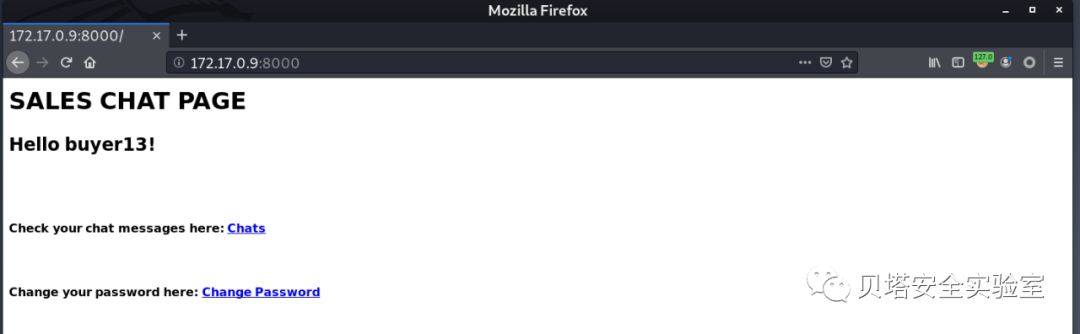 Mozilla Firefox
172.17.0.9:8000/
172.17.0.9:8000
127.0
SALES CHAT PAGE
Hello buyer13!
Check your chat messages here: Chats
Change your password here: Change Password
贝塔安全实验室